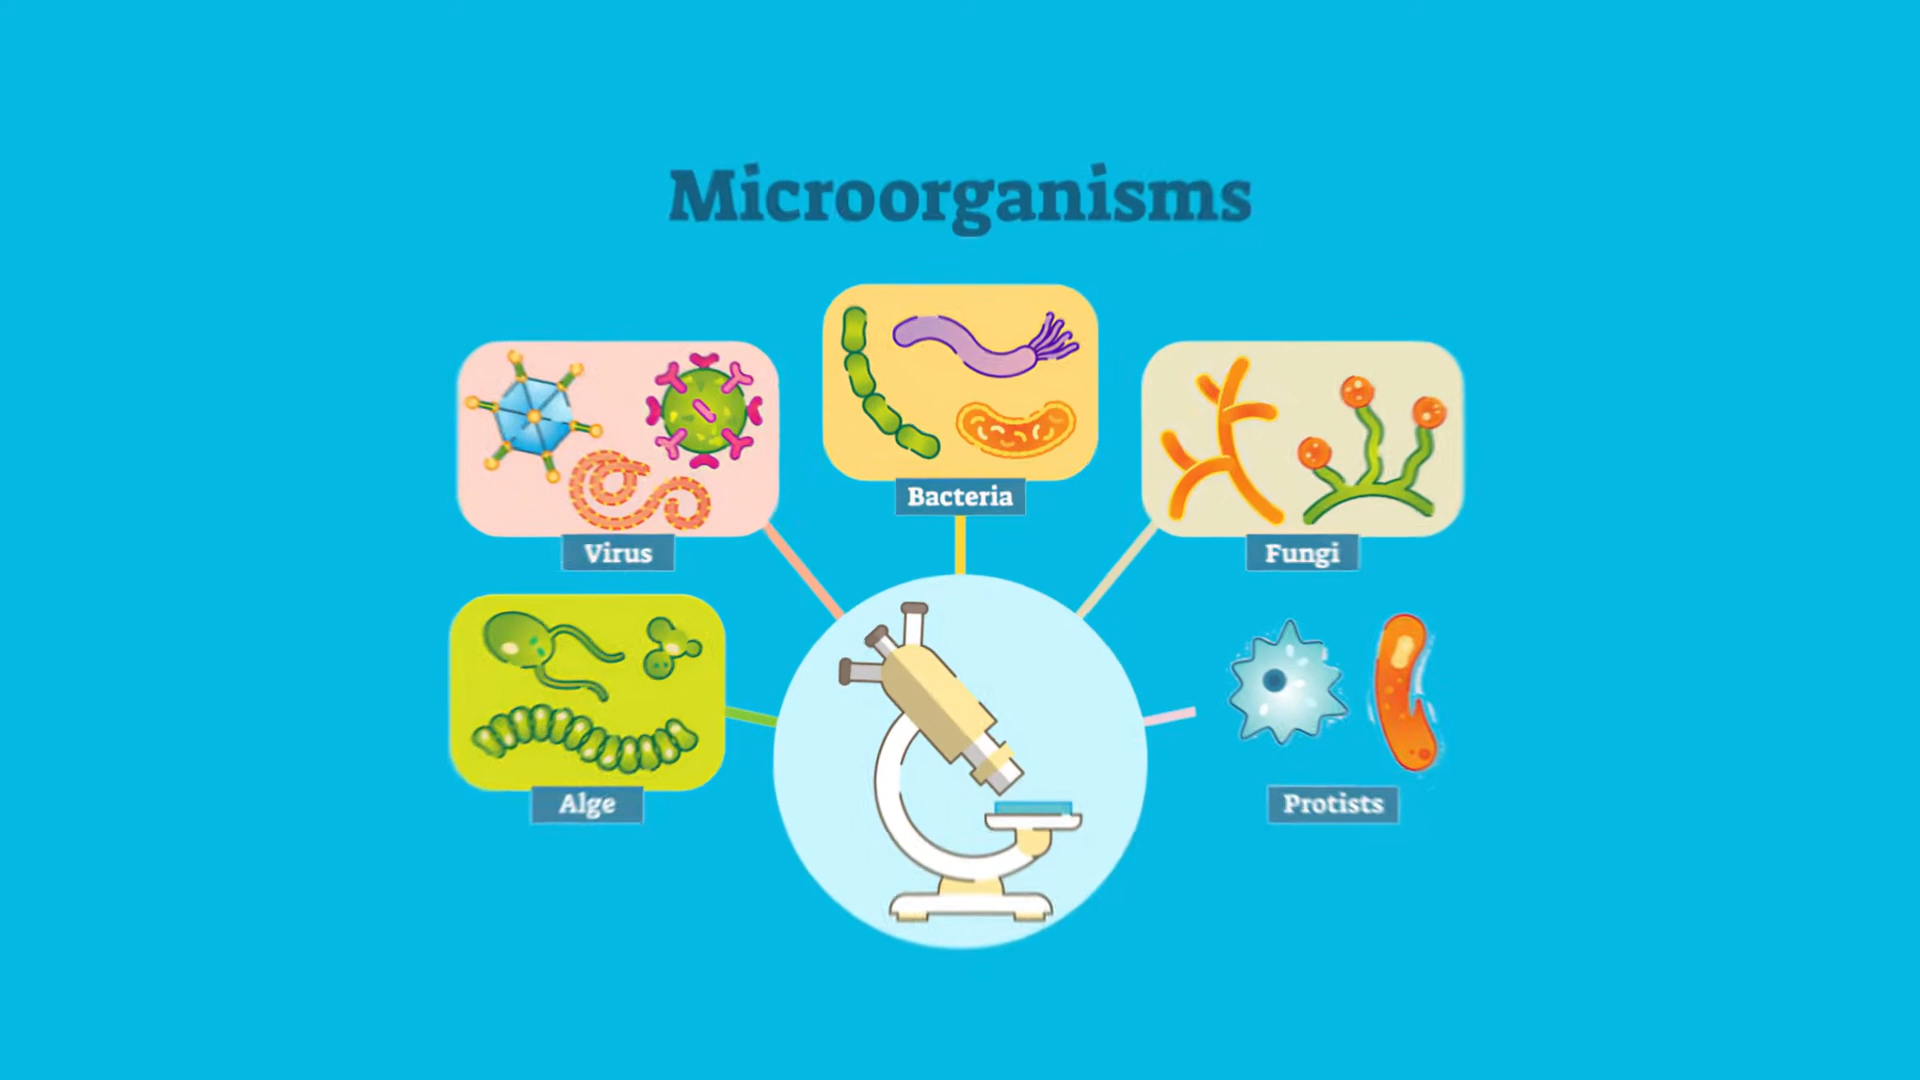 Microorganisms
Bacteria
Virus
Fungi
Alge
Protists